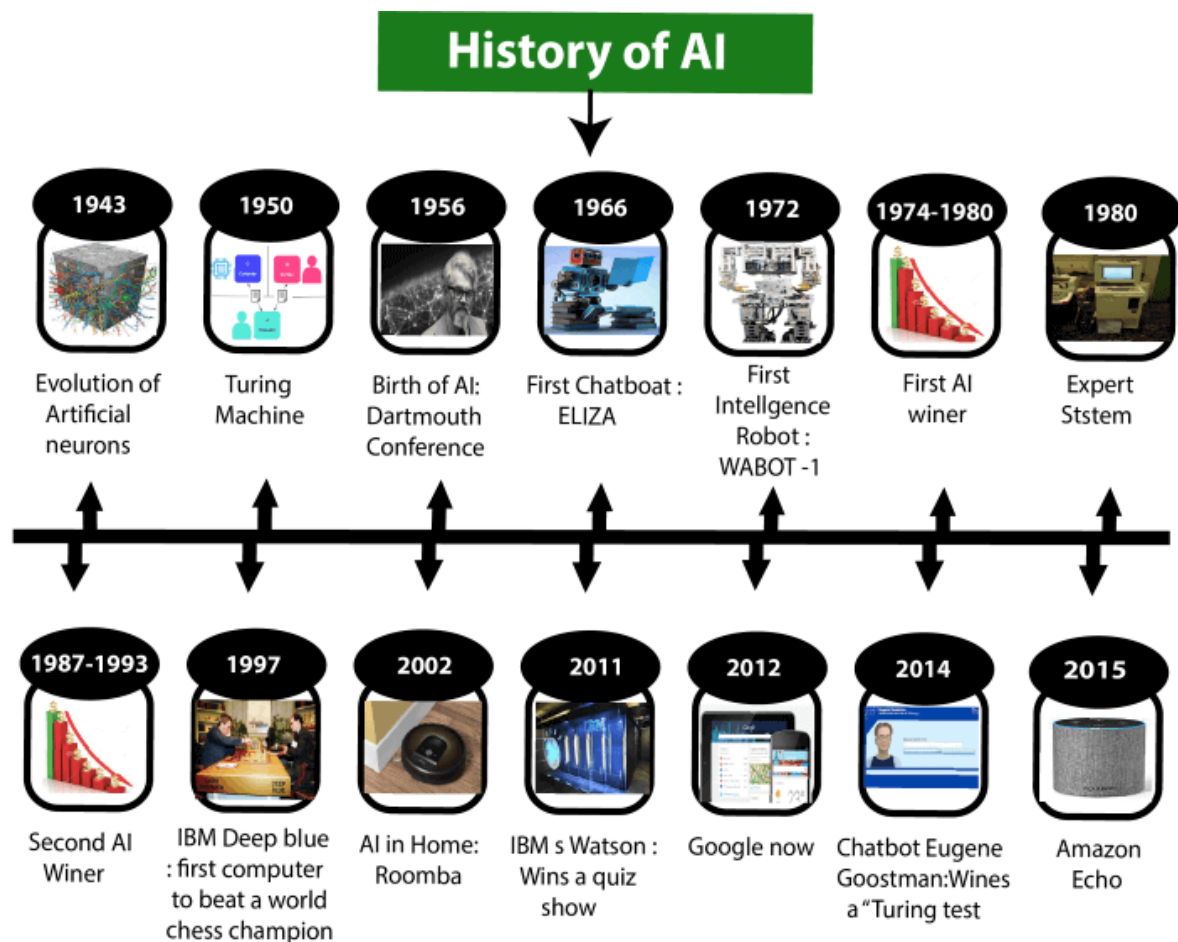 History of AI
1943
1950
1956
1966
1972
1974-1980
1980
Evolution of
Artificial
neurons
Turing
Machine
Birth of AI:
Dartmouth
Conference
First Chatboat :
ELIZA
First
Intellgence
Robot :
WABOT -1
First AI
winer
Expert
Ststem
1987-1993
1997
2002
2011
2012
2014
2015
IBM
Second AI
Winer
IBM Deep blue
: first computer
to beat a world
chess champion
AI in Home:
Roomba
IBM s Watson :
Wins a quiz
show
Google now
Chatbot Eugene
Goostman:Wines
a “Turing test
Amazon
Echo